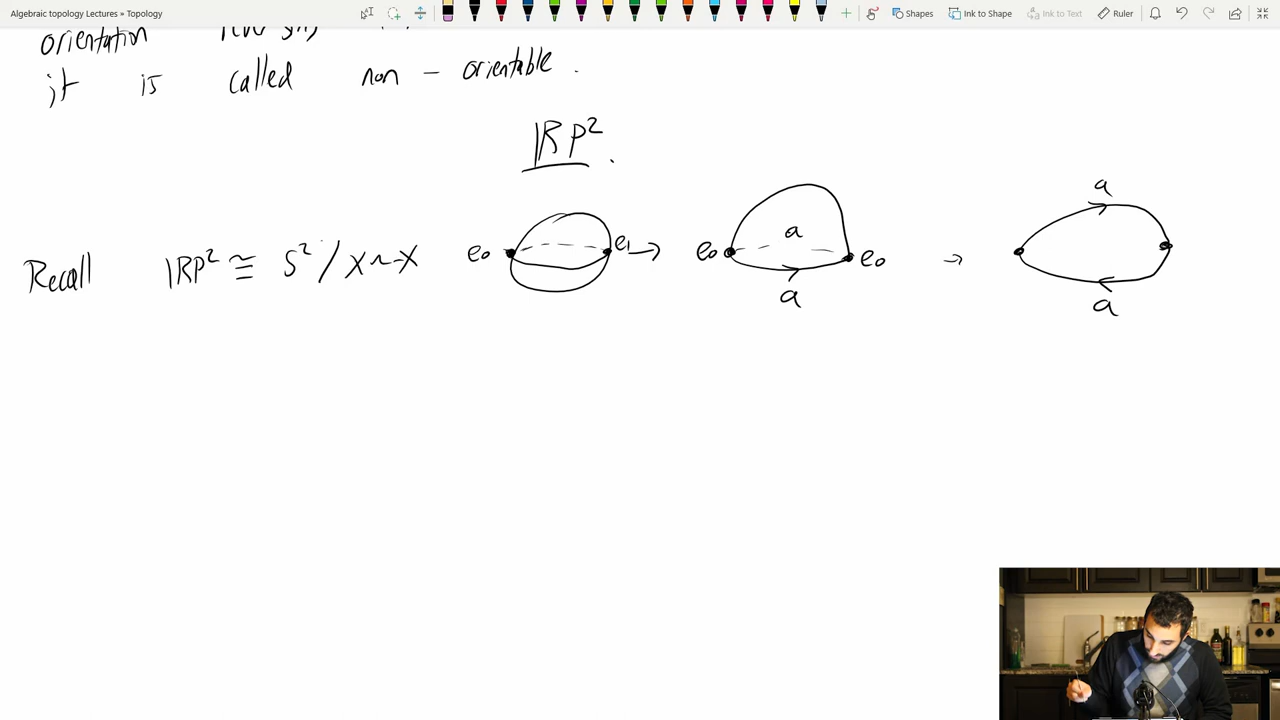 Algebraic topology Lectures » Topology
Shapes Ink to Shape Ink to Text Ruler
orientation
it is called non - orientable .
ℝP² .
Recall ℝP² ≅ S² / x ~ -x e₀ e₁ → e₀ a e₀ a → a a